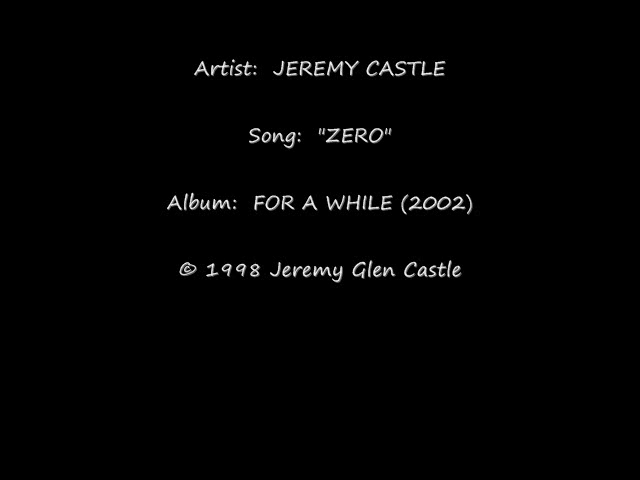 Artist: JEREMY CASTLE
Song: "ZERO"
Album: FOR A WHILE (2002)
© 1998 Jeremy Glen Castle